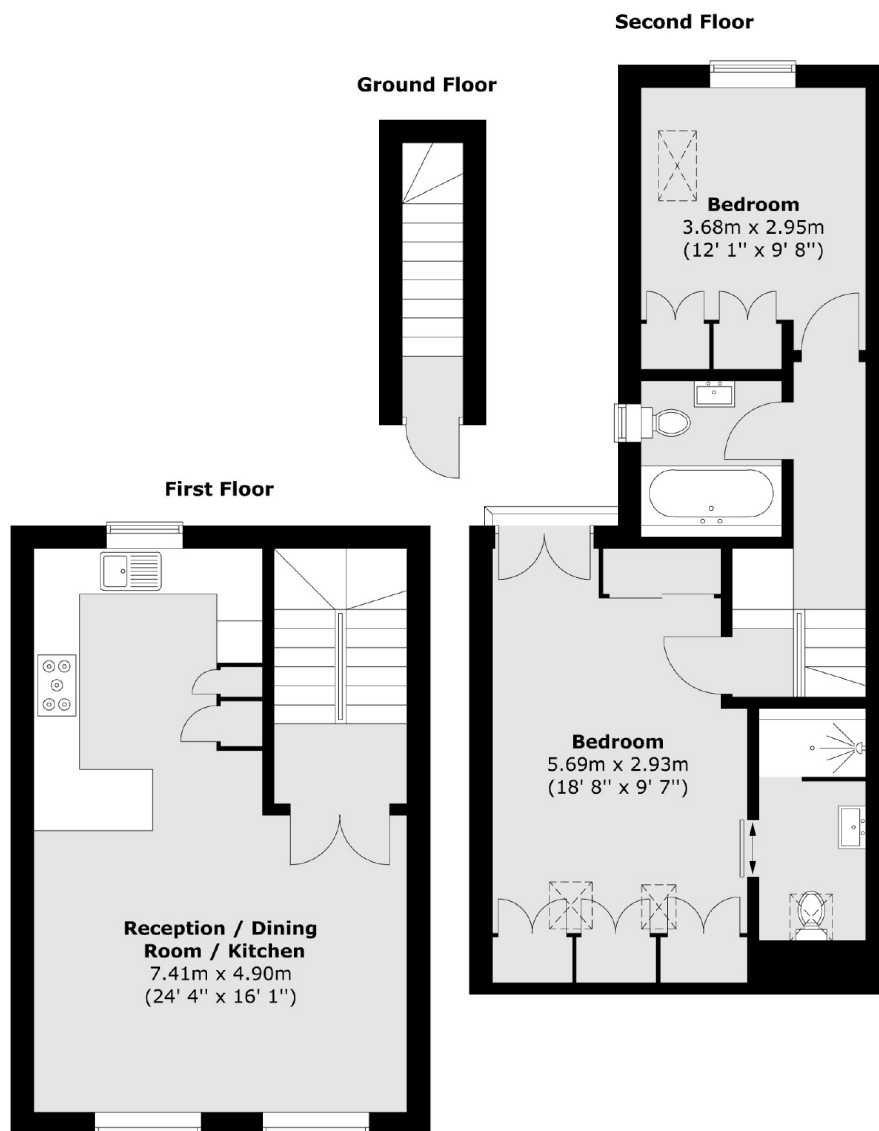 Second Floor
Ground Floor
Bedroom
3.68m x 2.95m
(12' 1'' x 9' 8'')
First Floor
Bedroom
5.69m x 2.93m
(18' 8'' x 9' 7'')
Reception / Dining
Room / Kitchen
7.41m x 4.90m
(24' 4'' x 16' 1'')